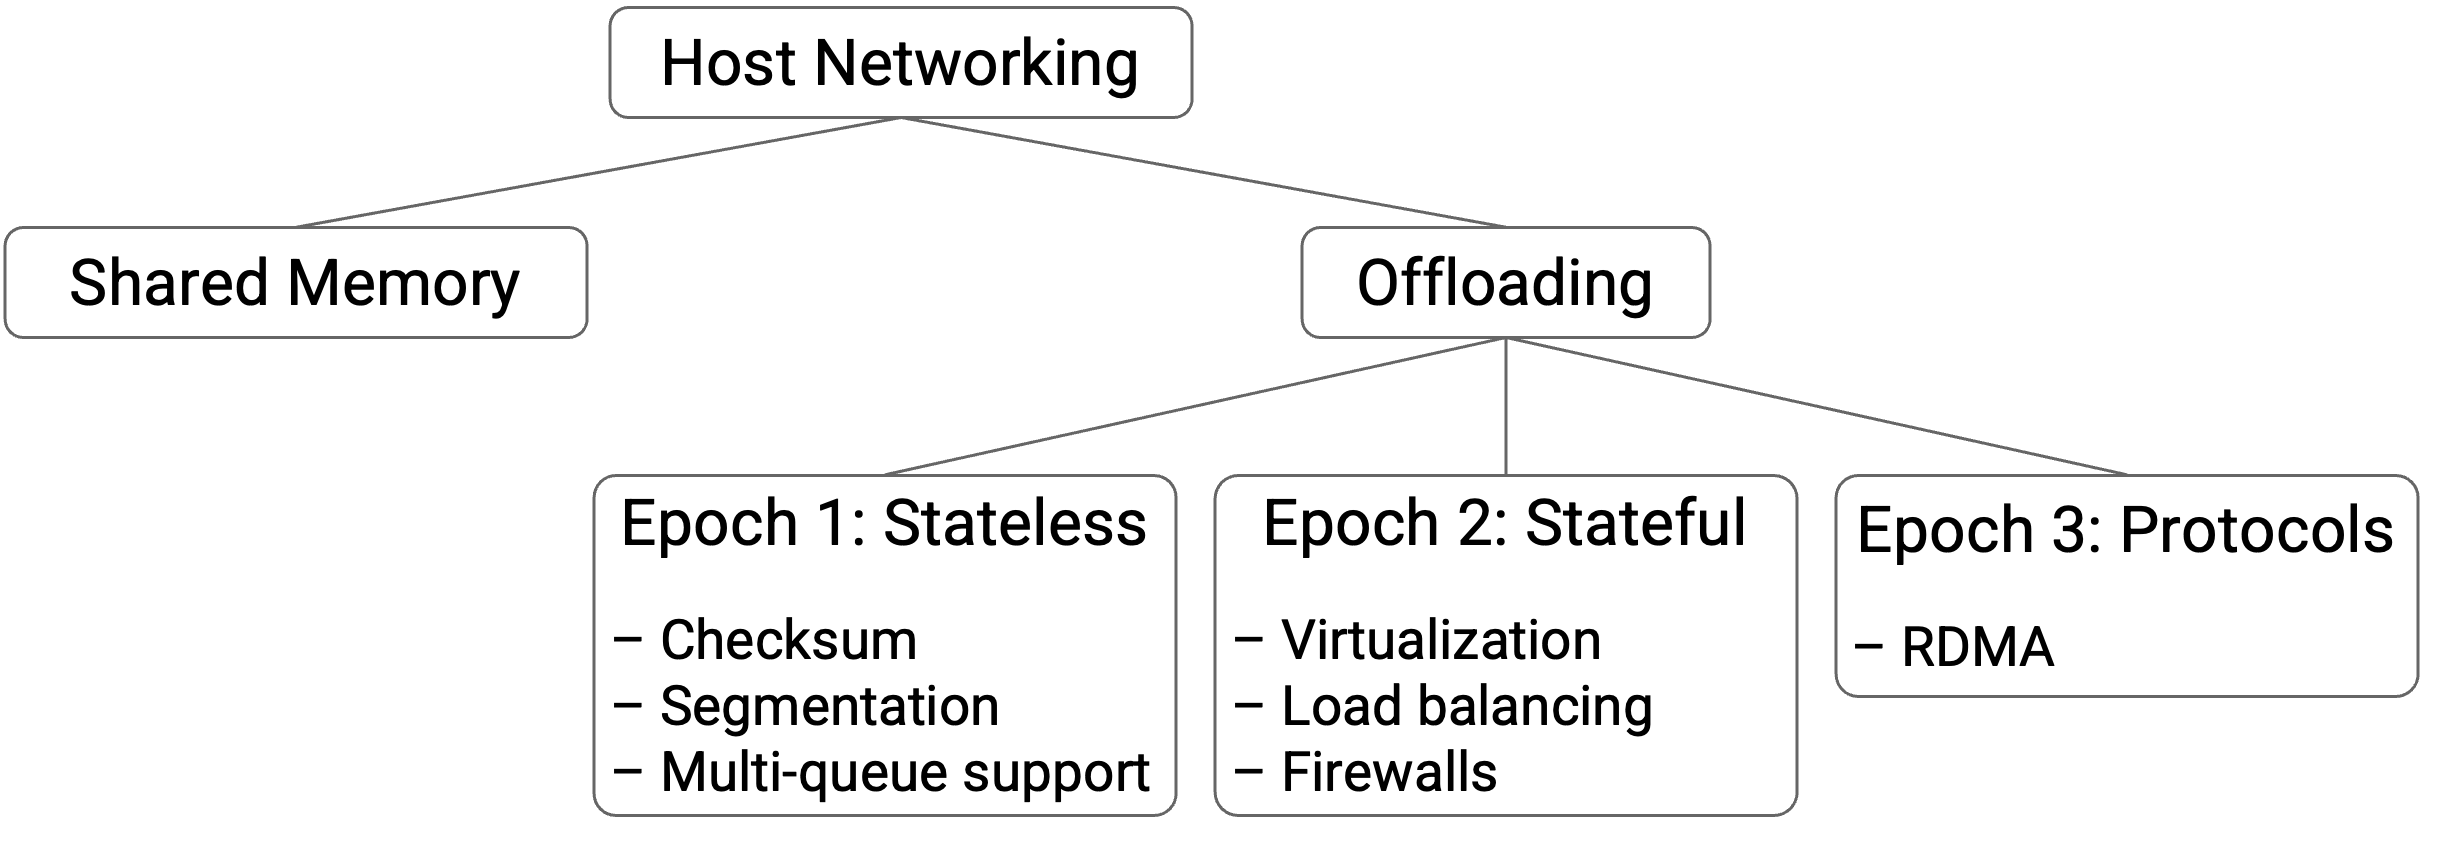 Host Networking
Shared Memory
Offloading
Epoch 1: Stateless
– Checksum
– Segmentation
– Multi-queue support
Epoch 2: Stateful
– Virtualization
– Load balancing
– Firewalls
Epoch 3: Protocols
– RDMA